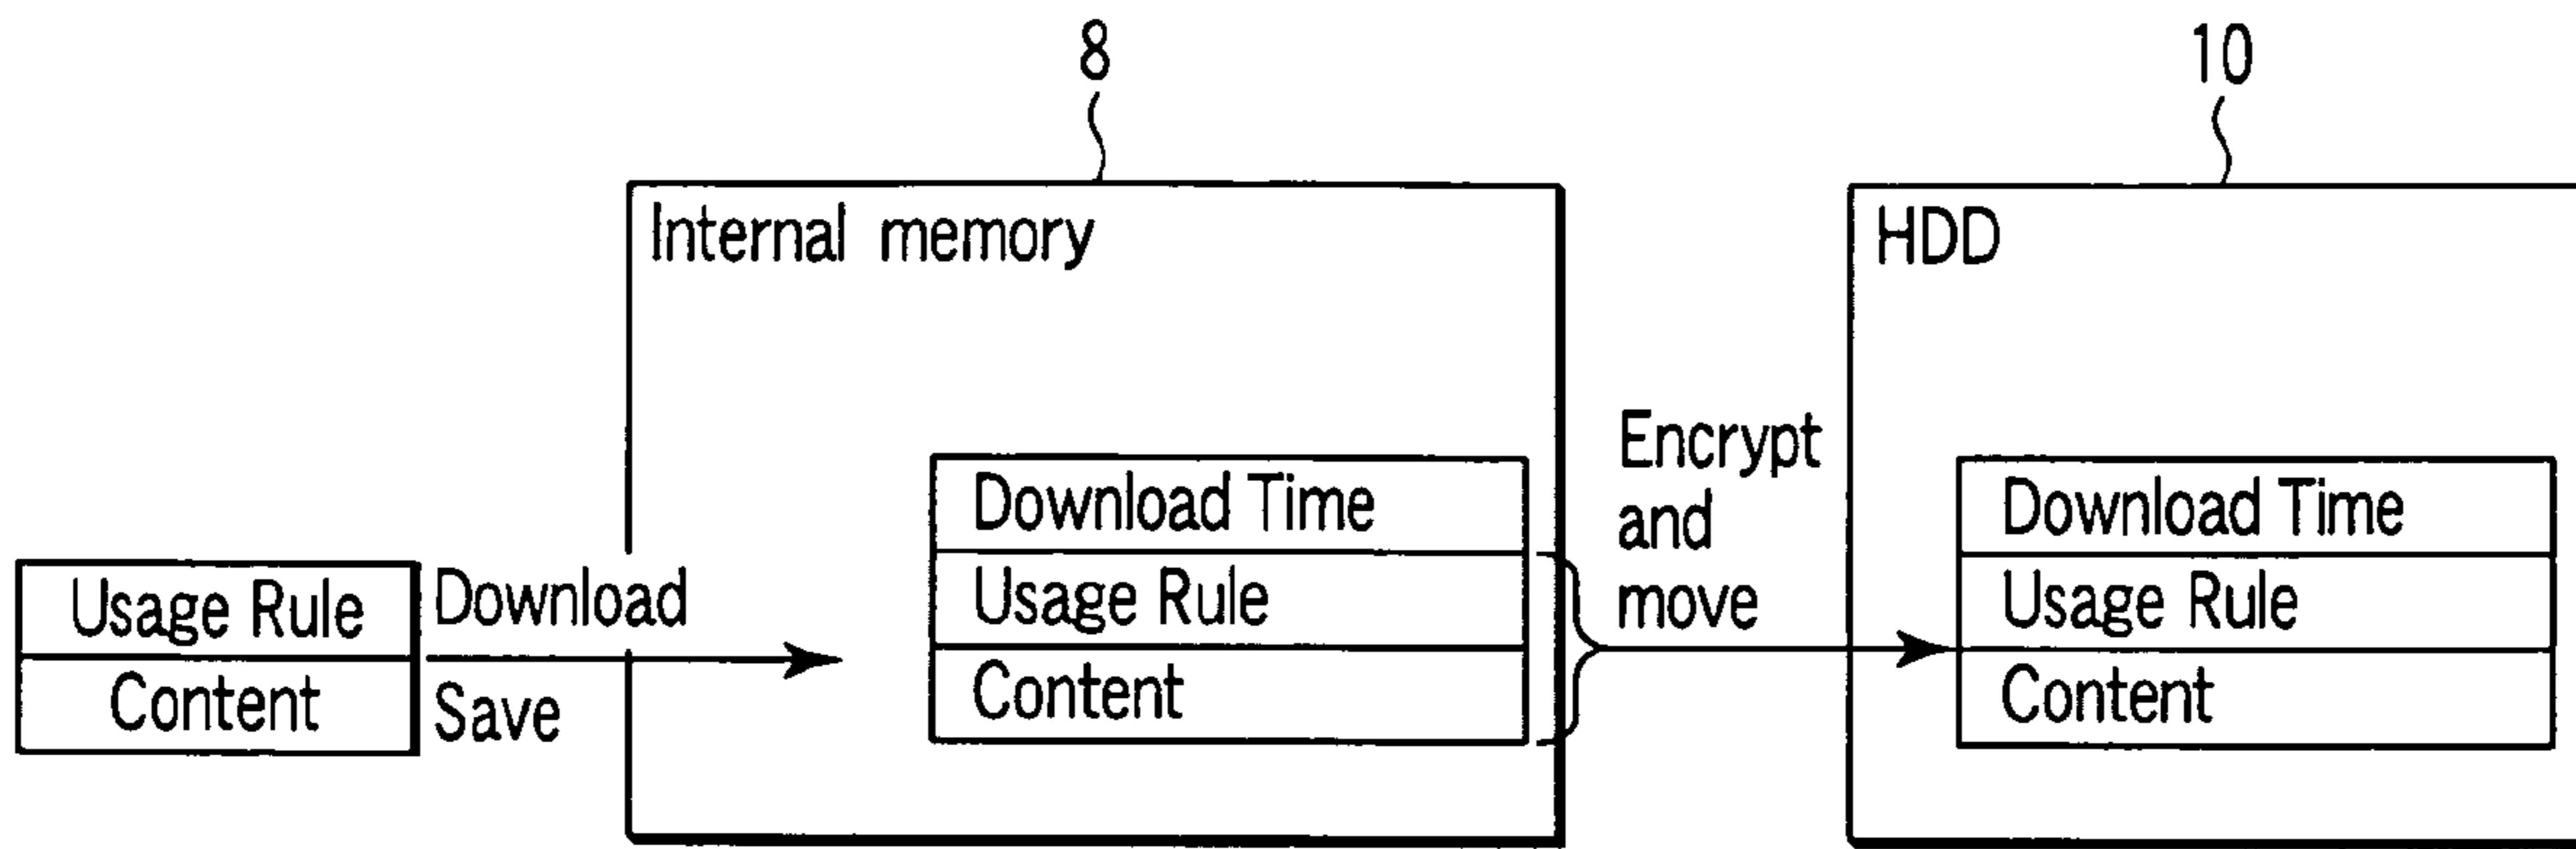 8
10
Internal memory
HDD
Usage Rule
Content
Download
Save
Download Time
Usage Rule
Content
Encrypt
and
move
Download Time
Usage Rule
Content